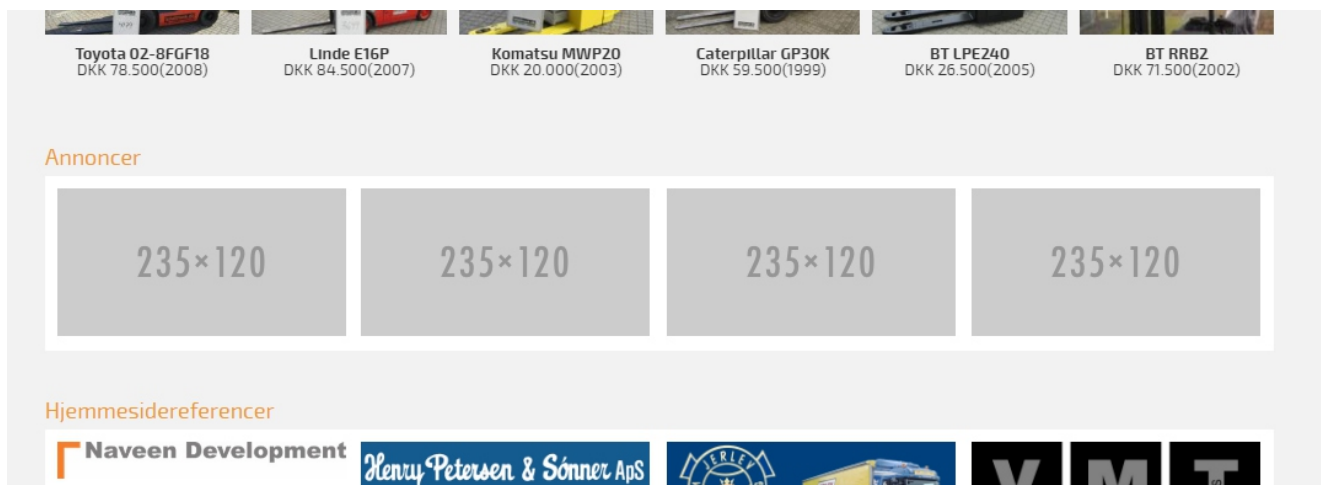 Toyota 02-8FGF18
DKK 78.500(2008)
Linde E16P
DKK 84.500(2007)
Komatsu MWP20
DKK 20.000(2003)
Caterpillar GP30K
DKK 59.500(1999)
BT LPE240
DKK 26.500(2005)
BT RRB2
DKK 71.500(2002)
Annoncer
235×120
235×120
235×120
235×120
Hjemmesidereferencer
Naveen Development
Henry Petersen & Sónner ApS
JERLEV
V M T